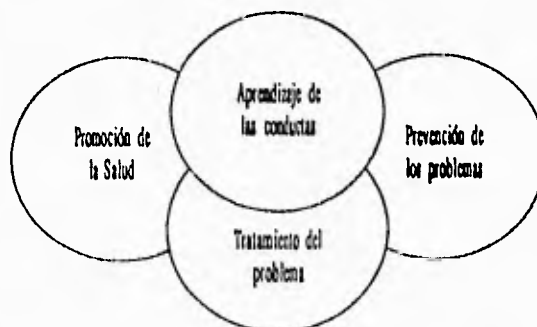 Aprendizaje de
las conductas
Promoción de
la Salud
Prevención de
los problemas
Tratamiento del
problema